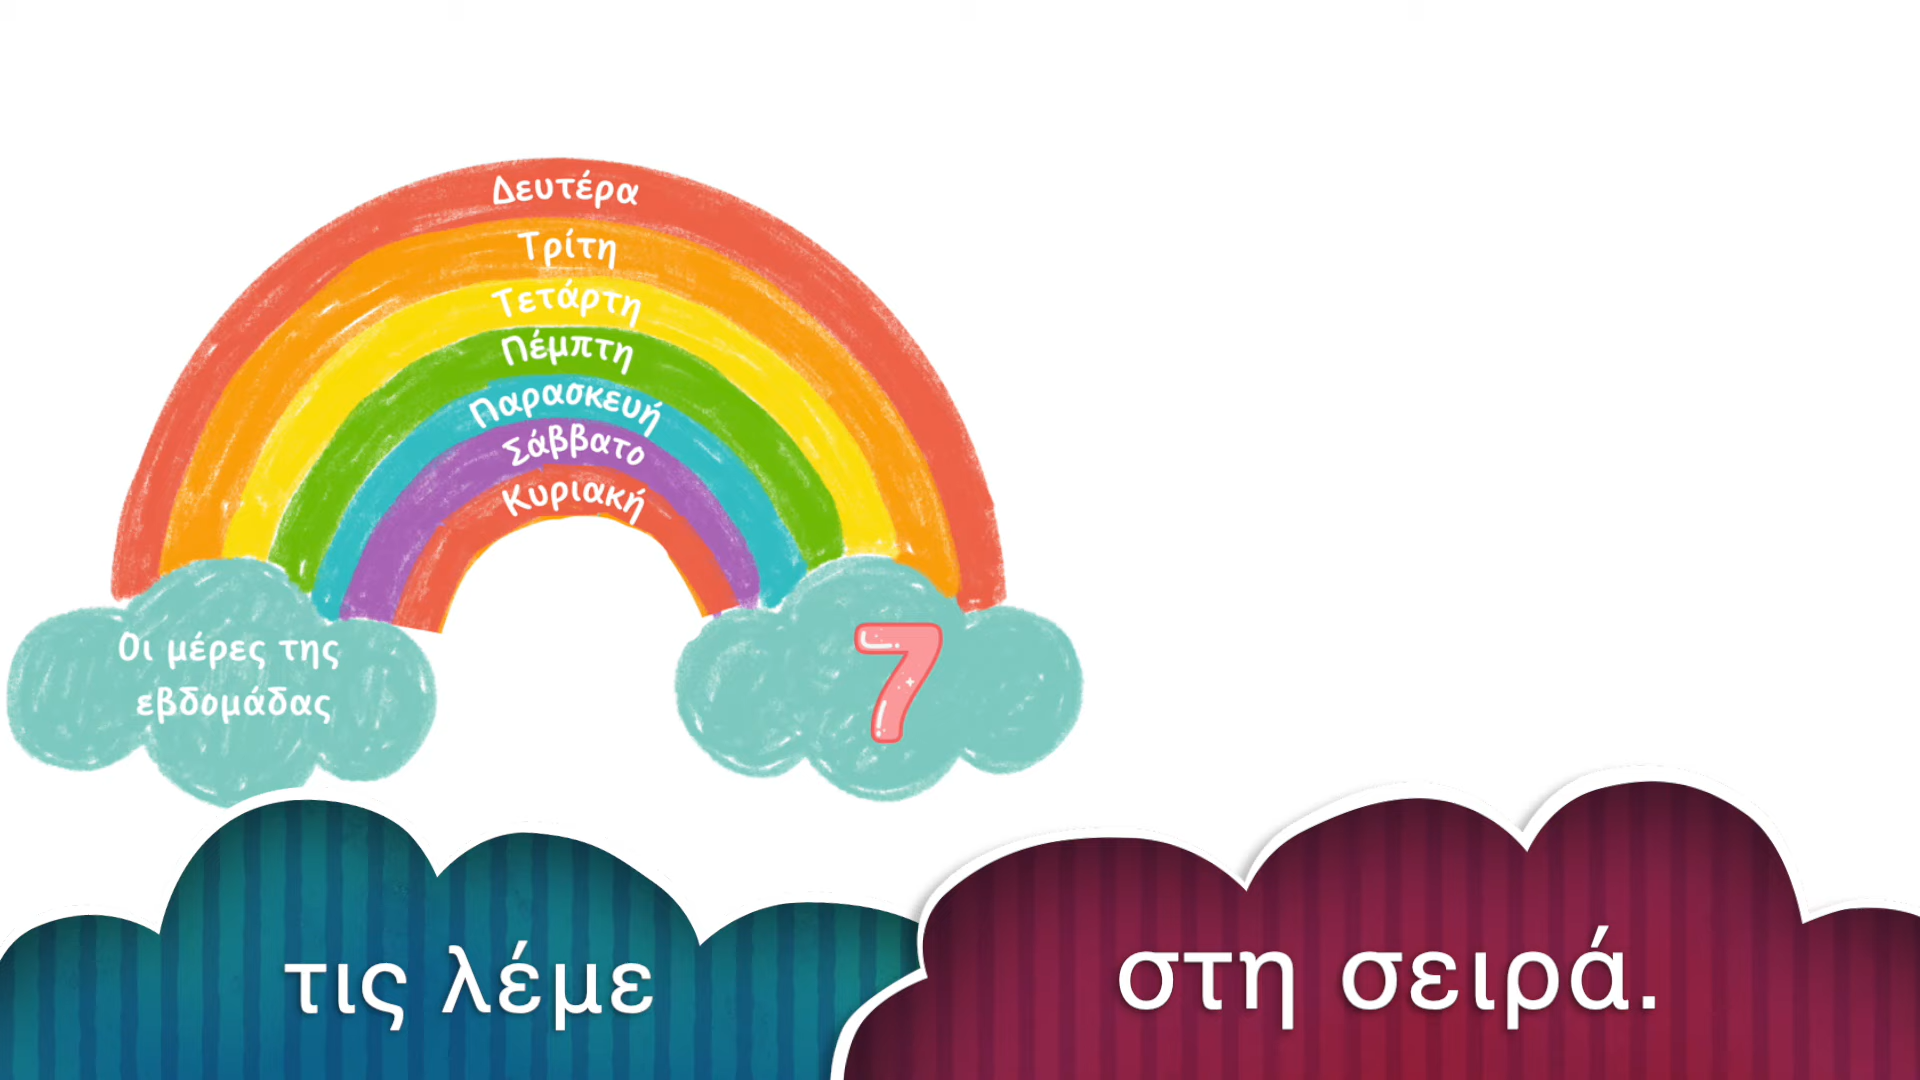 Δευτέρα
Τρίτη
Τετάρτη
Πέμπτη
Παρασκευή
Σάββατο
Κυριακή
Οι μέρες της
εβδομάδας
7
τις λέμε
στη σειρά.